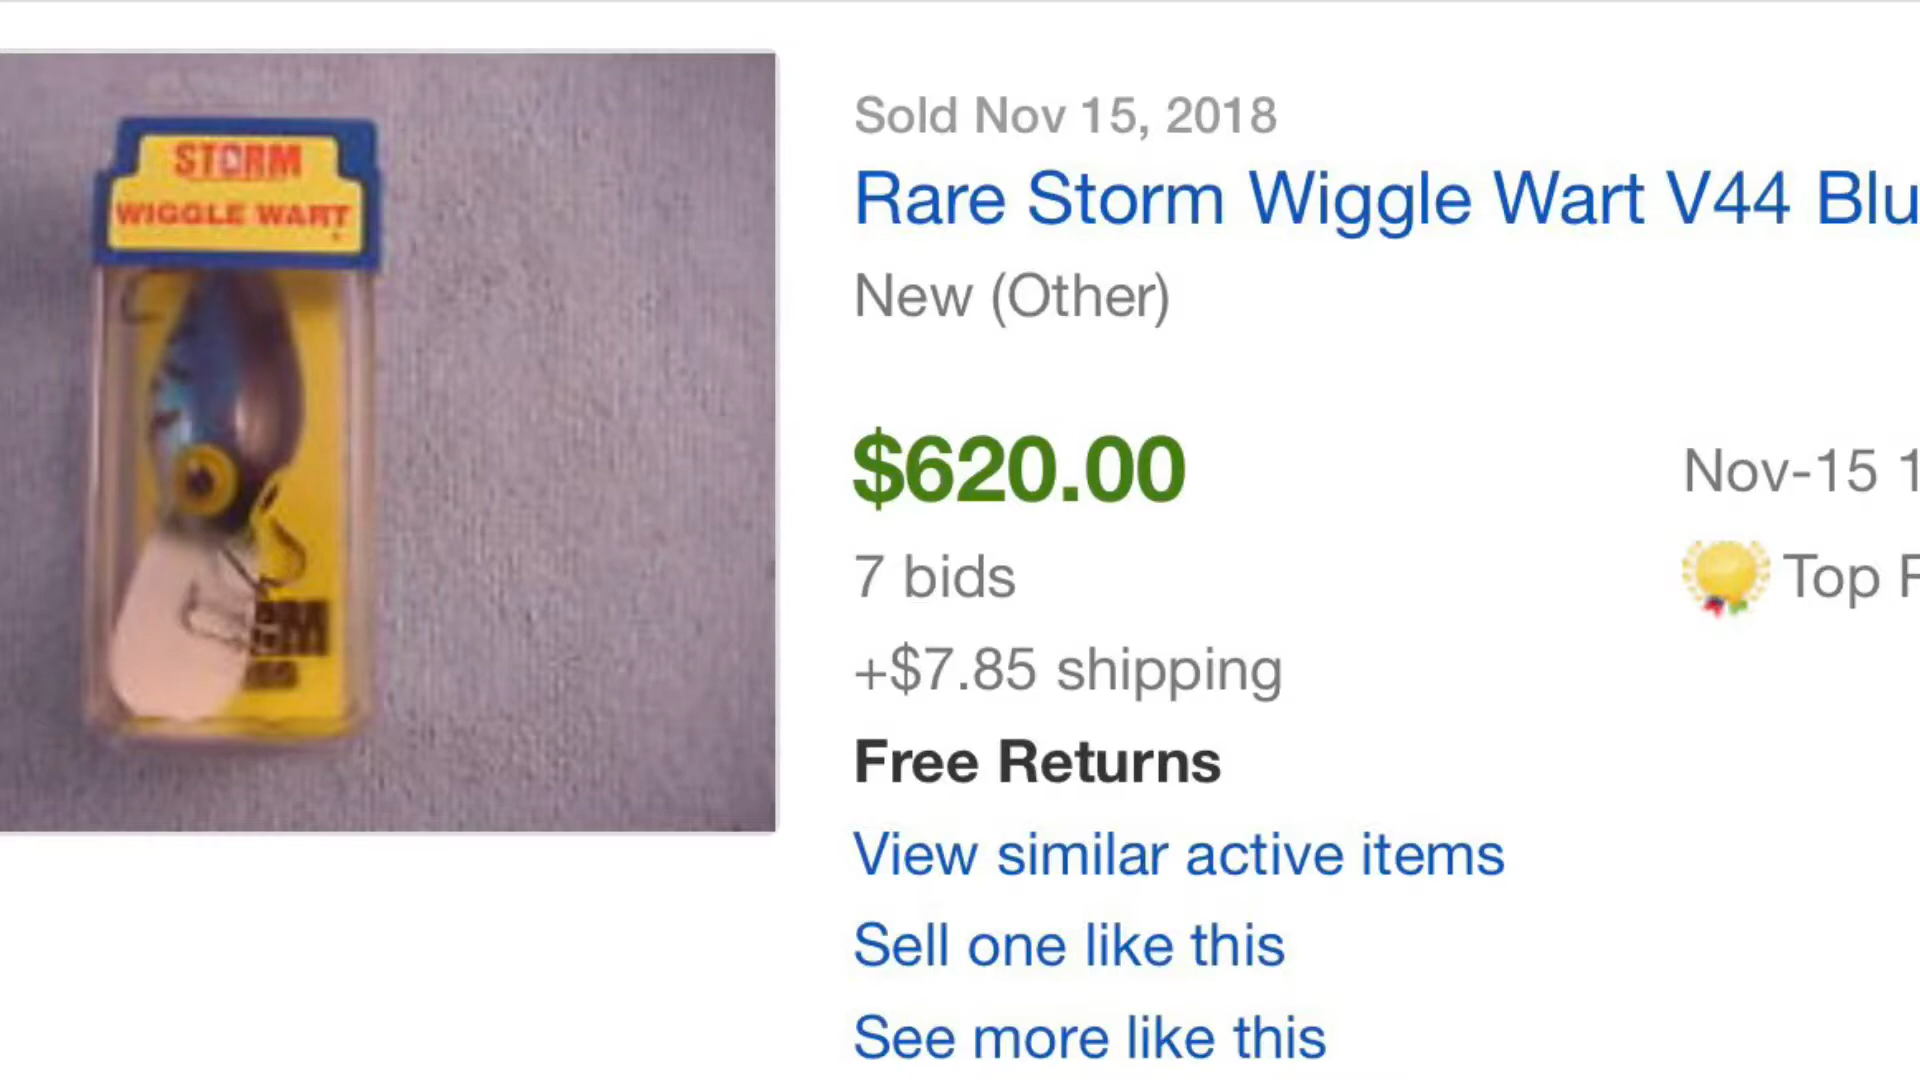 STORM
WIGGLE WART
Sold Nov 15, 2018
Rare Storm Wiggle Wart V44 Blu
New (Other)
$620.00
Nov-15 1
7 bids
Top
+$7.85 shipping
Free Returns
View similar active items
Sell one like this
See more like this